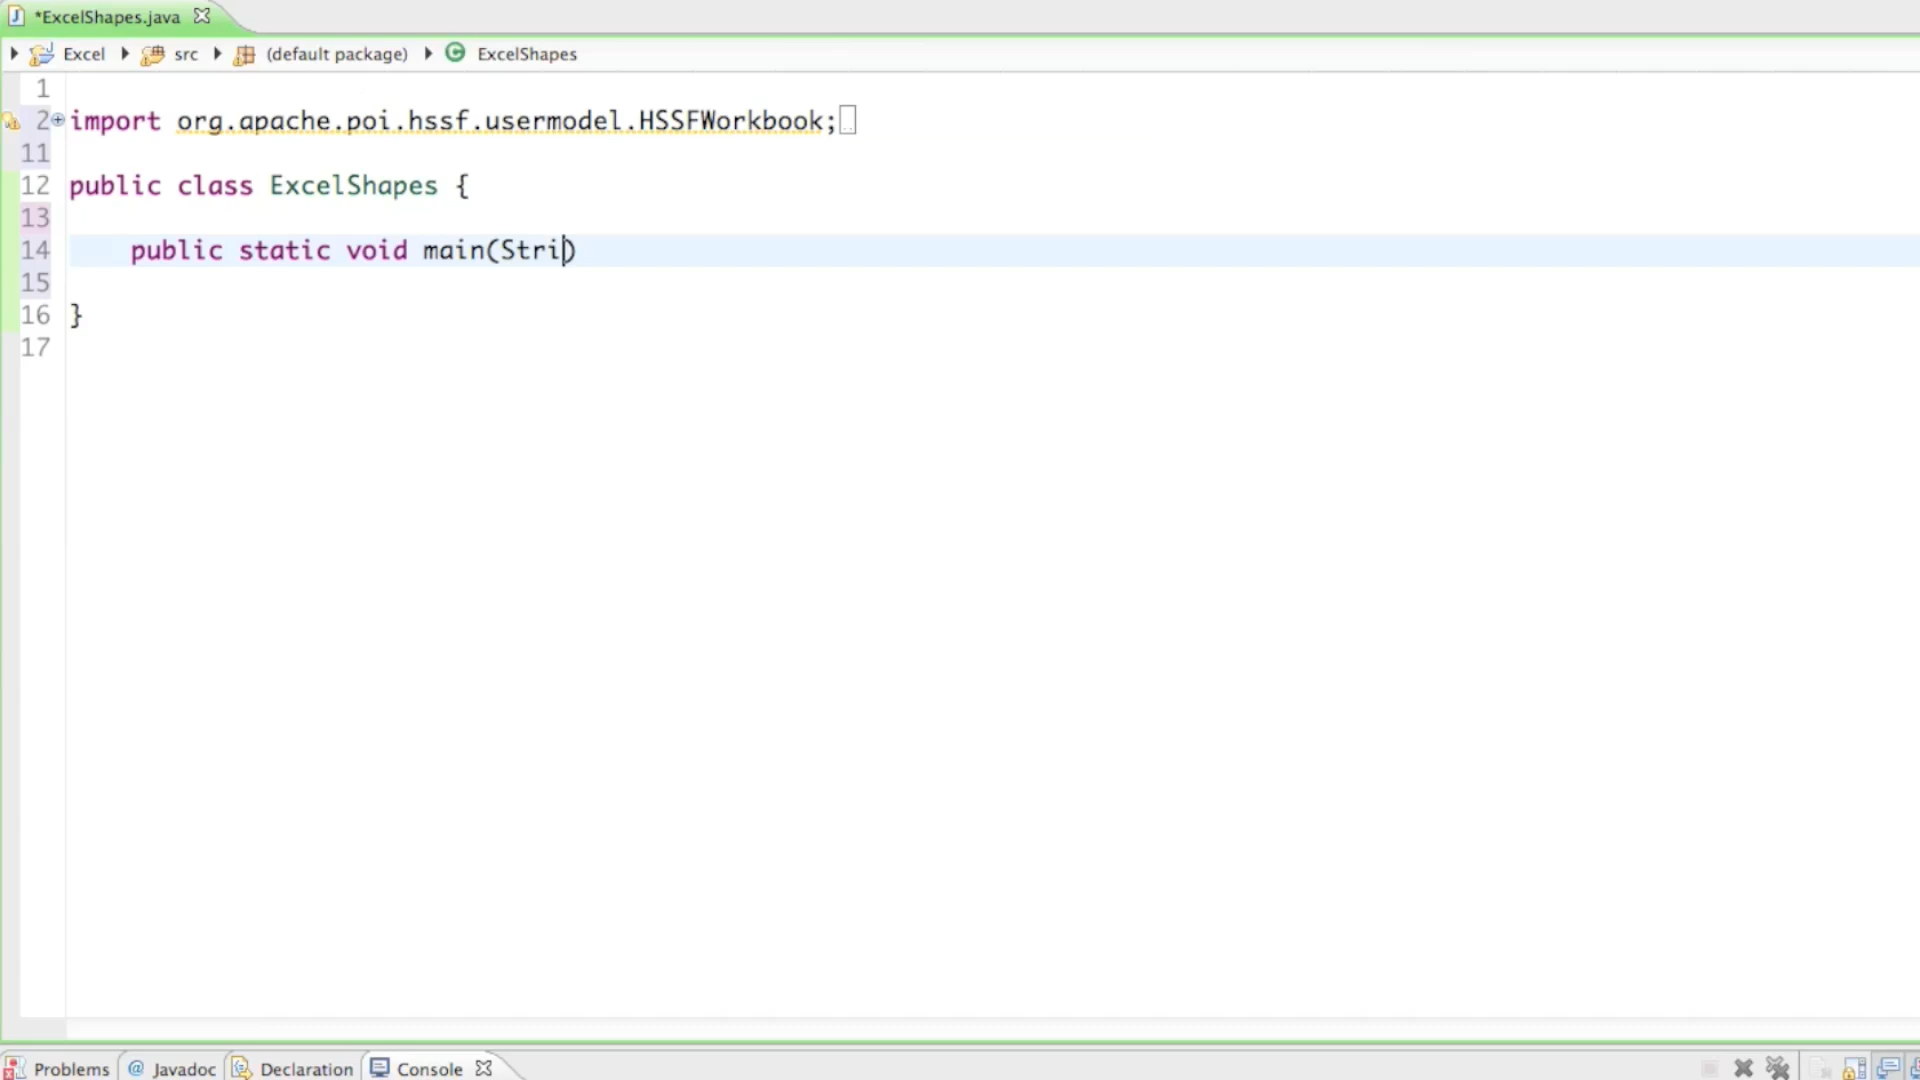 *ExcelShapes.java
Excel src (default package) ExcelShapes
1
2 import org.apache.poi.hssf.usermodel.HSSFWorkbook;
11
12 public class ExcelShapes {
13
14 public static void main(Stri)
15
16 }
17
Problems @ Javadoc Declaration Console